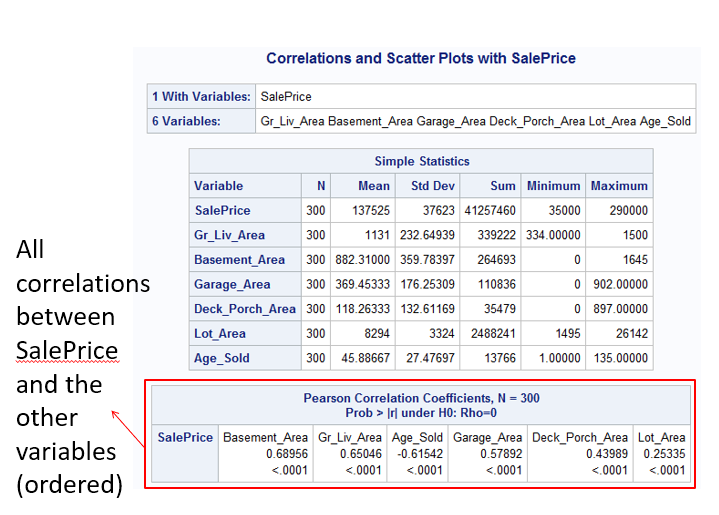 Correlations and Scatter Plots with SalePrice
1 With Variables: SalePrice
6 Variables: Gr_Liv_Area Basement_Area Garage_Area Deck_Porch_Area Lot_Area Age_Sold
Simple Statistics
Variable N Mean Std Dev Sum Minimum Maximum
SalePrice 300 137525 37623 41257460 35000 290000
Gr_Liv_Area 300 1131 232.64939 339222 334.00000 1500
Basement_Area 300 882.31000 359.78397 264693 0 1645
Garage_Area 300 369.45333 176.25309 110836 0 902.00000
Deck_Porch_Area 300 118.26333 132.61169 35479 0 897.00000
Lot_Area 300 8294 3324 2488241 1495 26142
Age_Sold 300 45.88667 27.47697 13766 1.00000 135.00000
All
correlations
between
SalePrice
and the
other
variables
(ordered)
Pearson Correlation Coefficients, N = 300
Prob > |r| under H0: Rho=0
SalePrice Basement_Area Gr_Liv_Area Age_Sold Garage_Area Deck_Porch_Area Lot_Area
0.68956 0.65046 -0.61542 0.57892 0.43989 0.25335
<.0001 <.0001 <.0001 <.0001 <.0001 <.0001